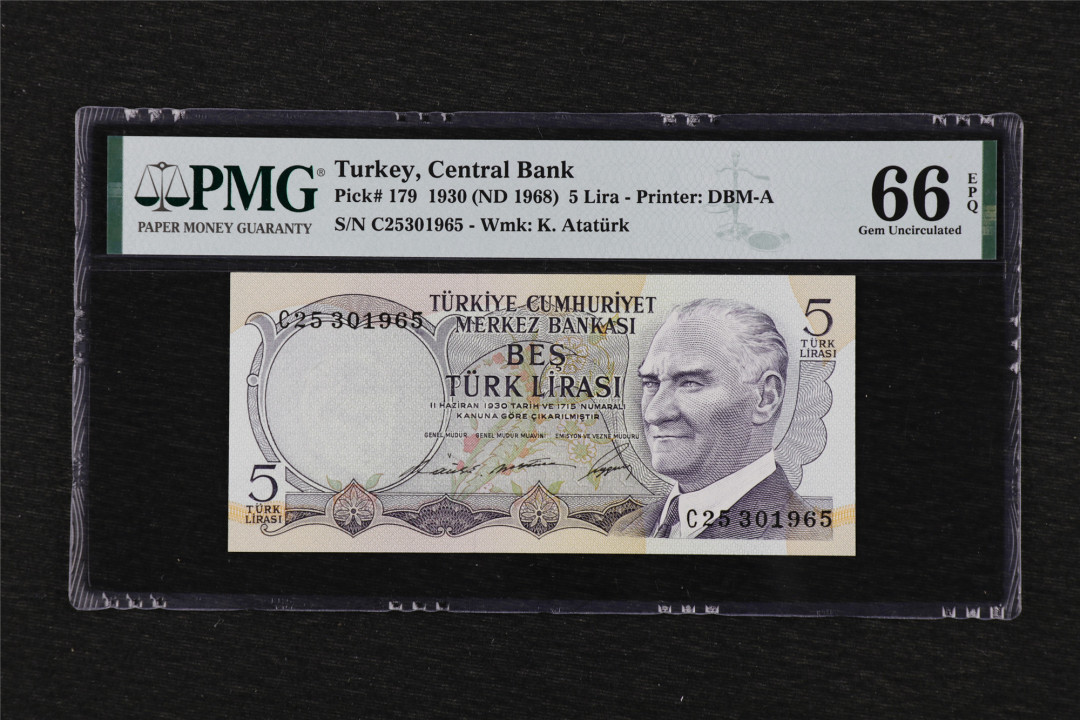 PMG®
PAPER MONEY GUARANTY
Turkey, Central Bank
Pick# 179 1930 (ND 1968) 5 Lira - Printer: DBM-A
S/N C25301965 - Wmk: K. Atatürk
66
EPQ
Gem Uncirculated
C25 301965
TÜRKİYE CUMHURİYET
MERKEZ BANKASI
BEŞ
TÜRK LİRASI
11 HAZİRAN 1930 TARİH VE 1715 NUMARALI
KANUNA GÖRE ÇIKARILMIŞTIR
GENEL MÜDÜR GENEL MÜDÜR MUAVİNİ EMİSYON VE VEZNE MÜDÜRÜ
5
TÜRK
LİRASI
5
TÜRK
LİRASI
C25 301965